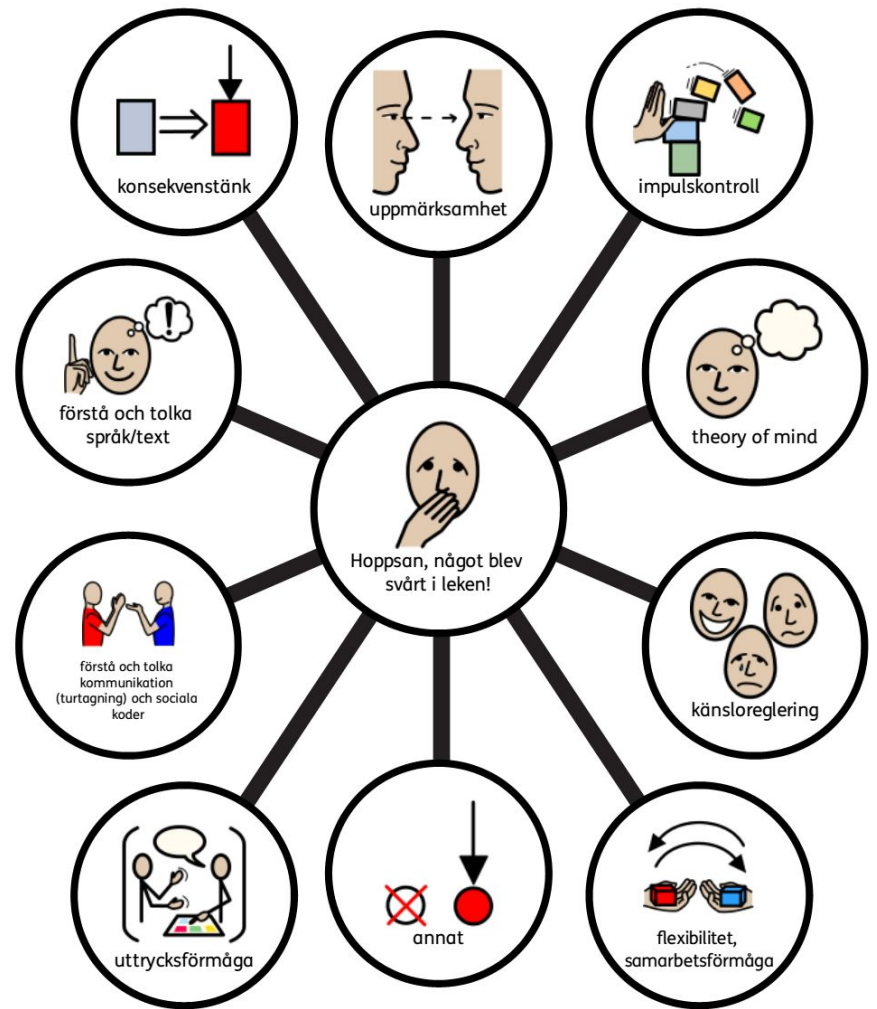 konsekvenstänk
uppmärksamhet
impulskontroll
förstå och tolka
språk/text
theory of mind
Hoppsan, något blev
svårt i leken!
förstå och tolka
kommunikation
(turtagning) och sociala
koder
känsloreglering
uttrycksförmåga
annat
flexibilitet,
samarbetsförmåga